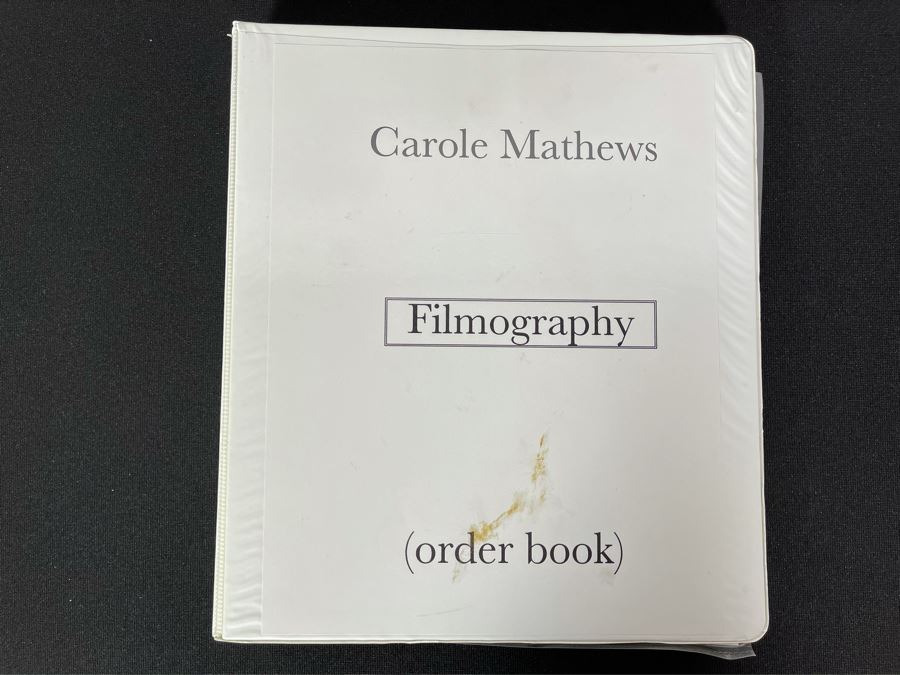 Carole Mathews
Filmography
(order book)